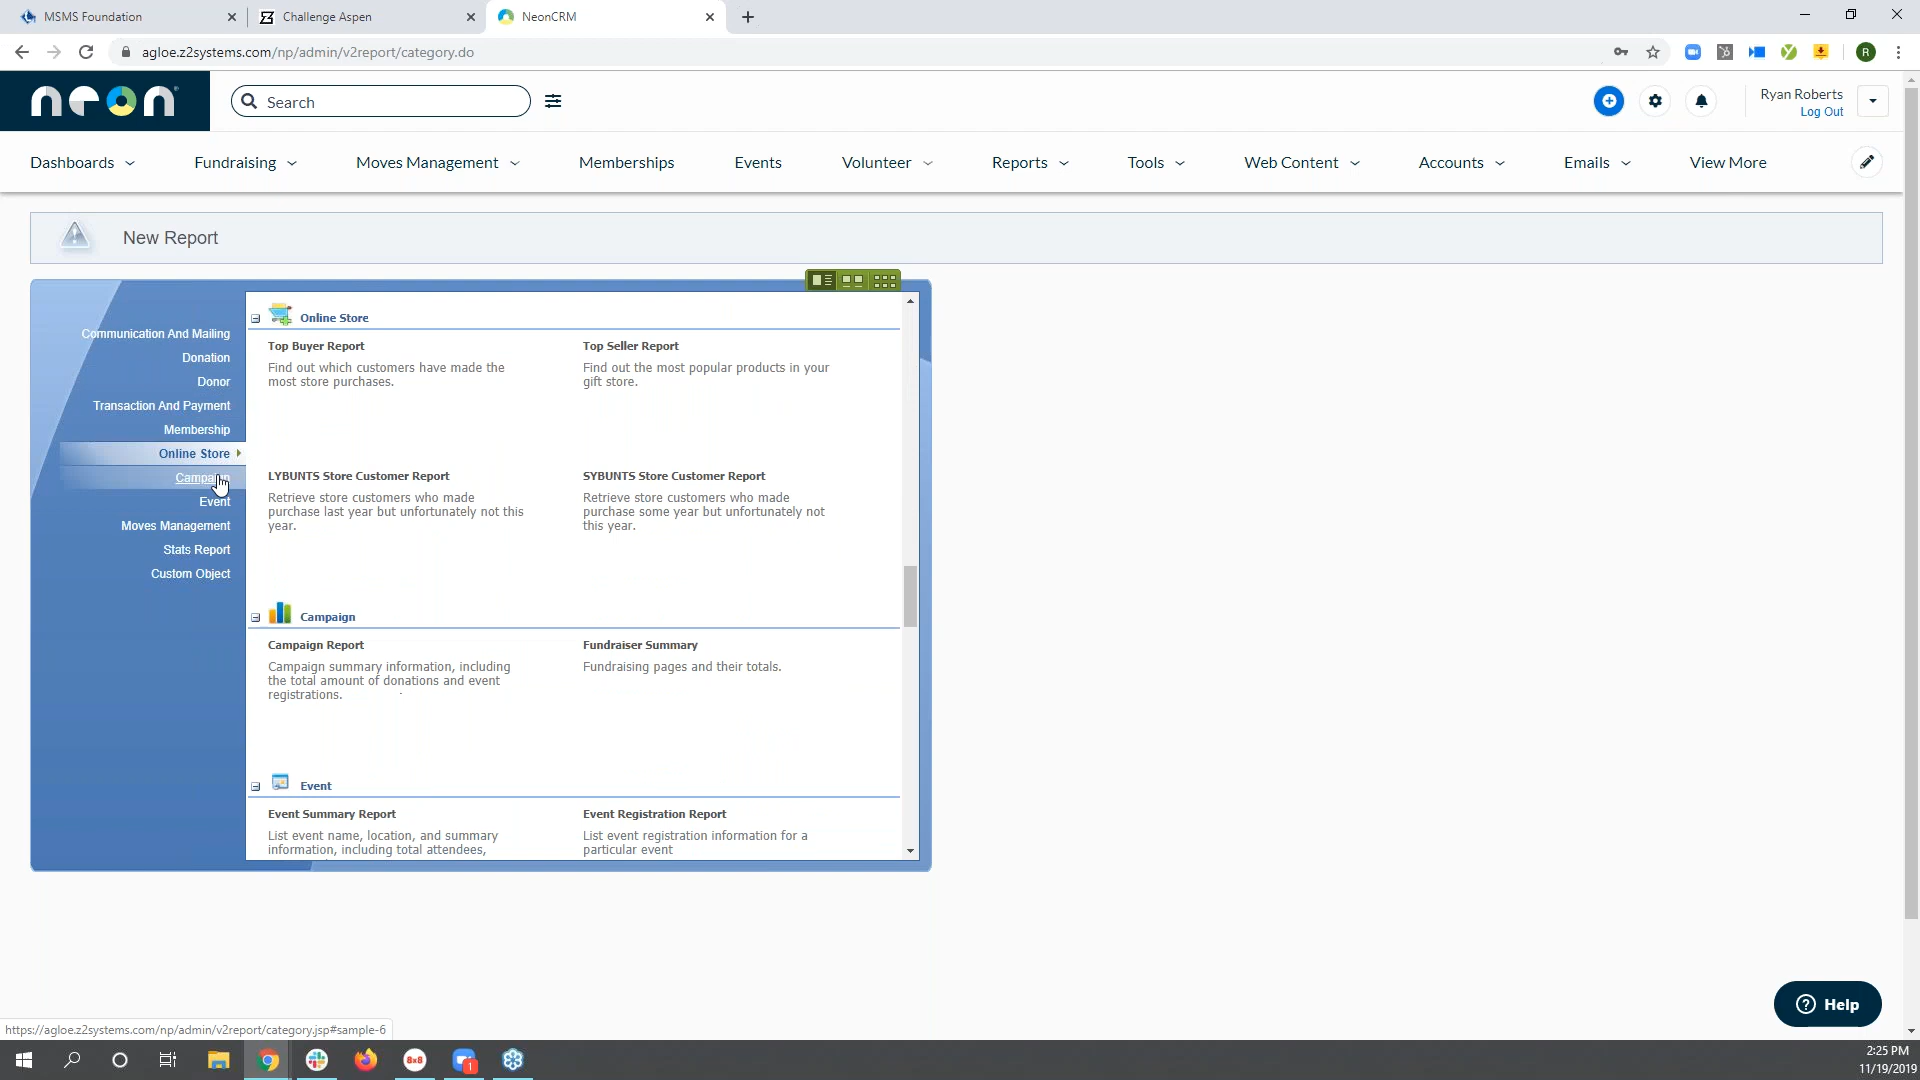 MSMS Foundation
Challenge Aspen
NeonCRM
agloe.z2systems.com/np/admin/v2report/category.do
R
neon
Search
Ryan Roberts
Log Out
Dashboards
Fundraising
Moves Management
Memberships
Events
Volunteer
Reports
Tools
Web Content
Accounts
Emails
View More
New Report
Communication And Mailing
Donation
Donor
Transaction And Payment
Membership
Online Store
Campaign
Event
Moves Management
Stats Report
Custom Object
Online Store
Top Buyer Report
Find out which customers have made the
most store purchases.
Top Seller Report
Find out the most popular products in your
gift store.
LYBUNTS Store Customer Report
Retrieve store customers who made
purchase last year but unfortunately not this
year.
SYBUNTS Store Customer Report
Retrieve store customers who made
purchase some year but unfortunately not
this year.
Campaign
Campaign Report
Campaign summary information, including
the total amount of donations and event
registrations.
Fundraiser Summary
Fundraising pages and their totals.
Event
Event Summary Report
List event name, location, and summary
information, including total attendees,
Event Registration Report
List event registration information for a
particular event
Help
https://agloe.z2systems.com/np/admin/v2report/category.jsp#sample-6
8x8
1
2:25 PM
11/19/2019